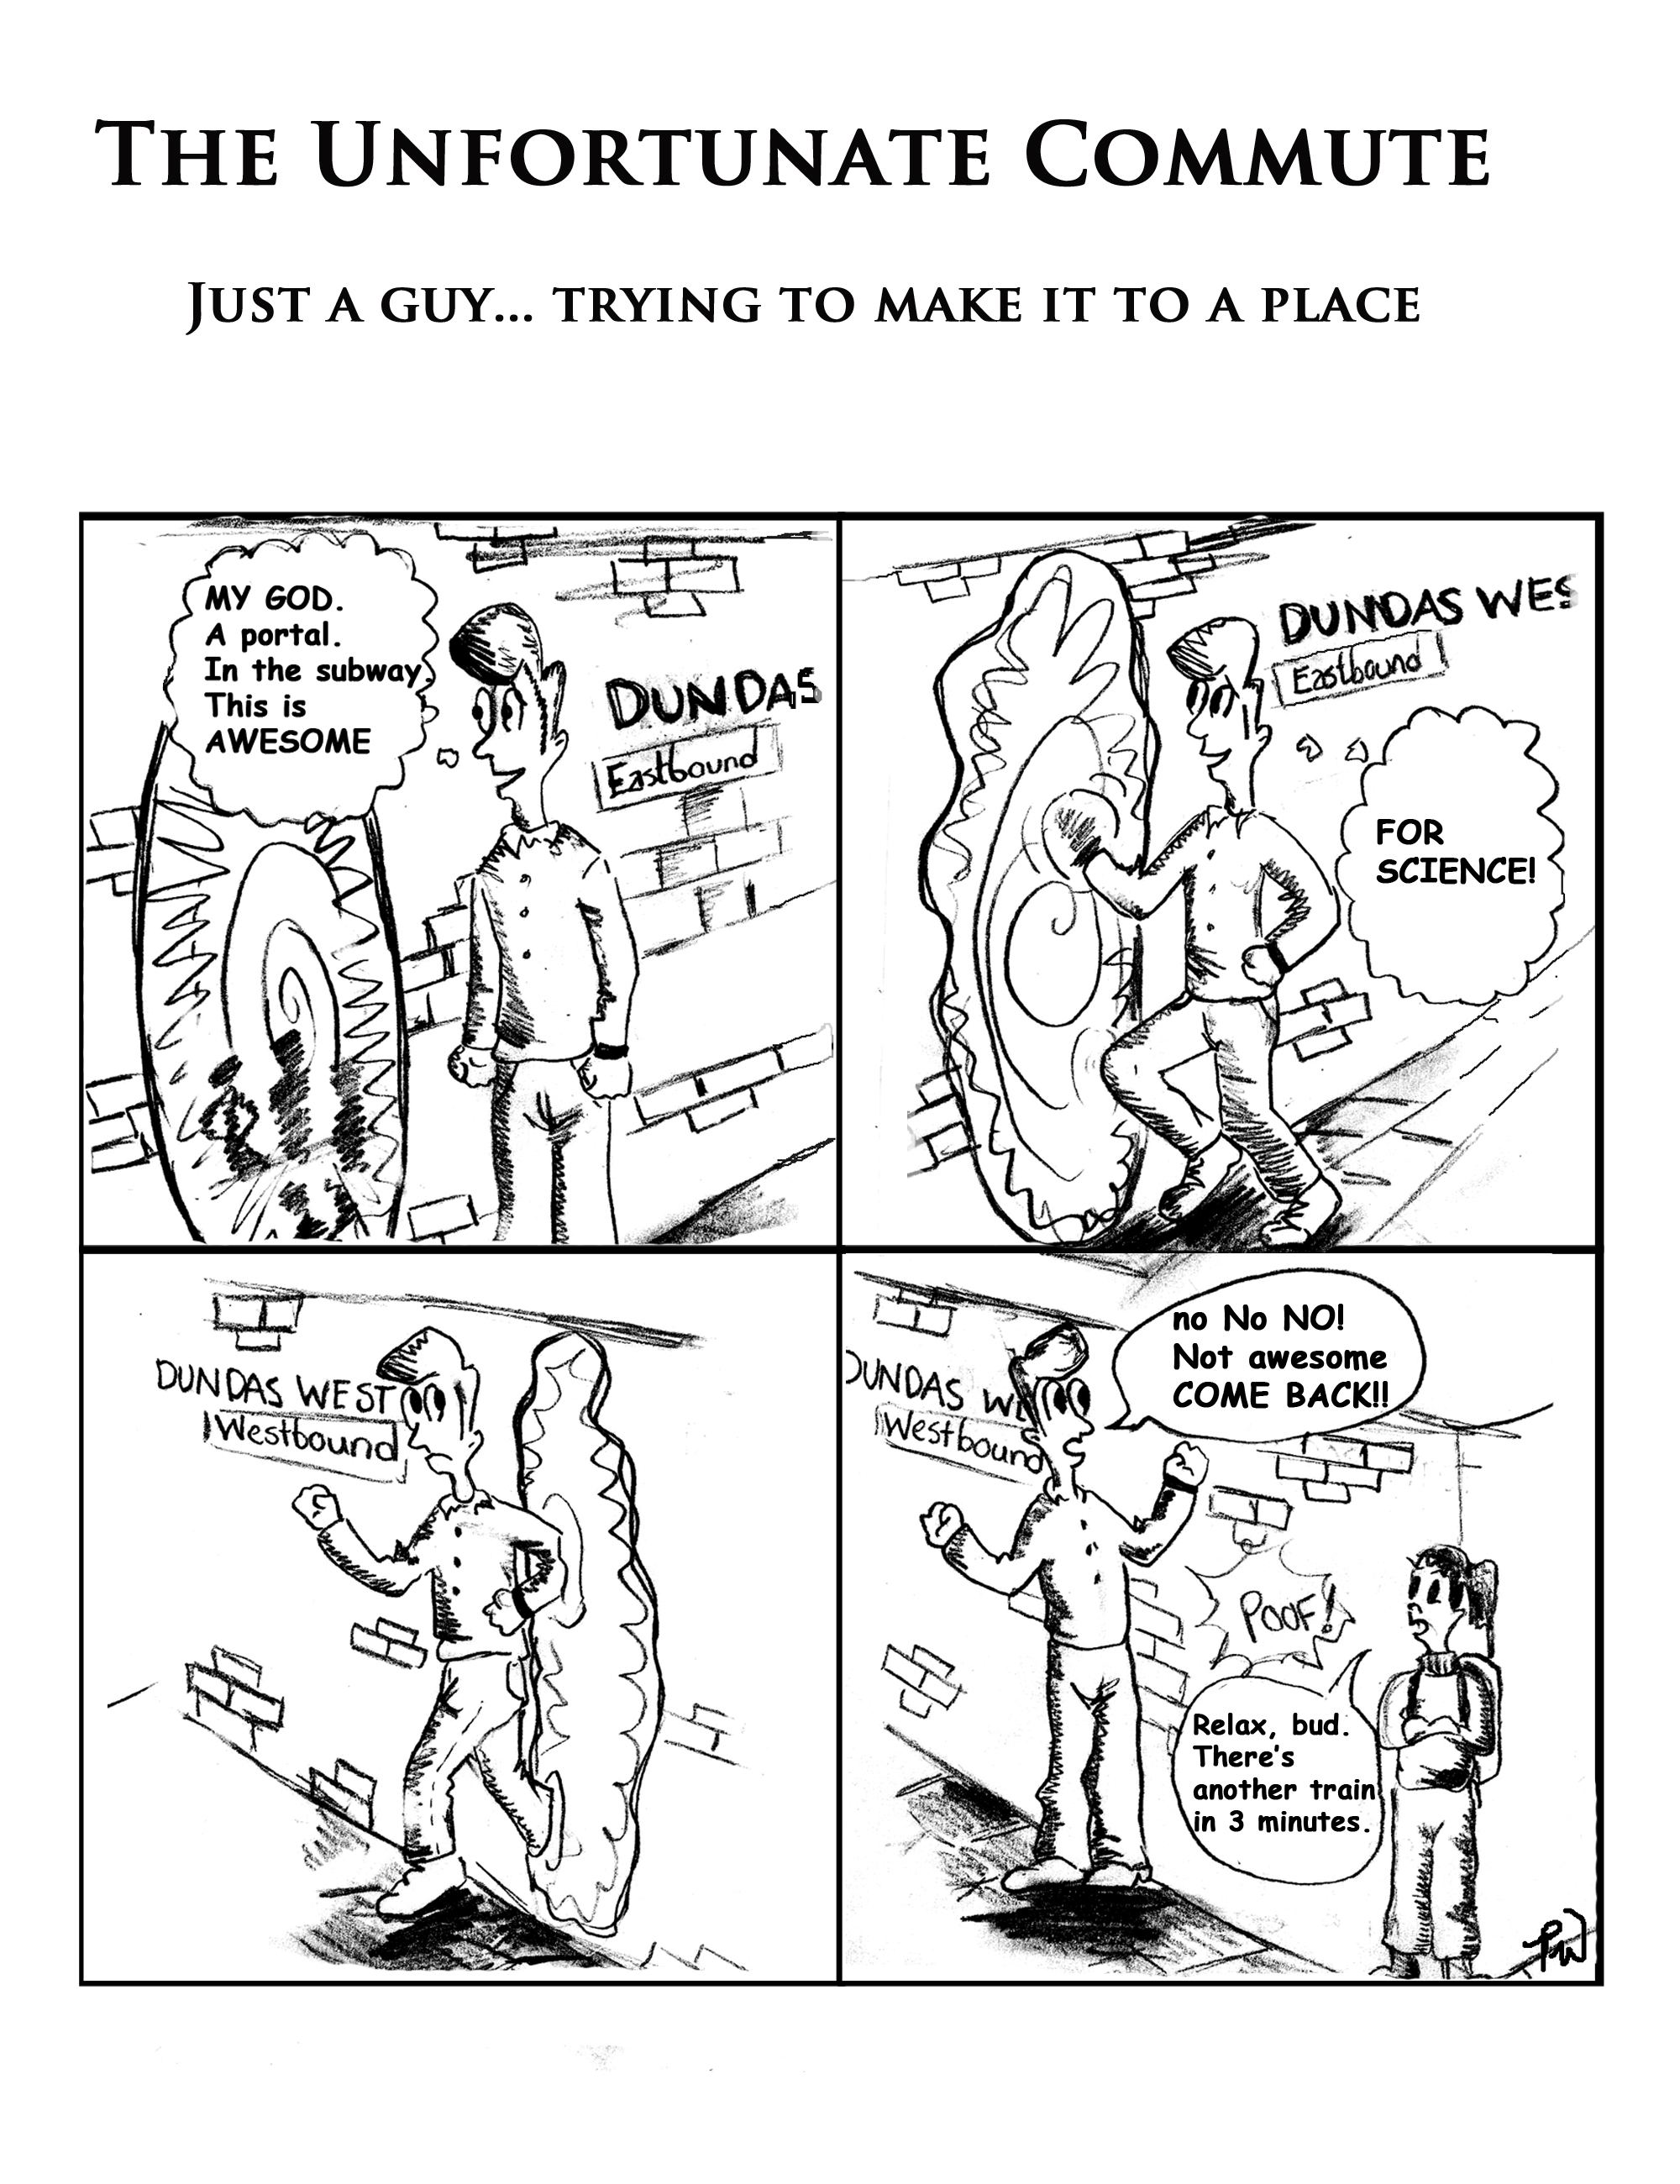 THE UNFORTUNATE COMMUTE
JUST A GUY... TRYING TO MAKE IT TO A PLACE
MY GOD.
A portal.
In the subway.
This is
AWESOME
DUNDAS
Eastbound
DUNDAS WES
Eastbound
FOR
SCIENCE!
DUNDAS WEST
Westbound
DUNDAS WE
Westbound
no No NO!
Not awesome
COME BACK!!
POOF!
Relax, bud.
There's
another train
in 3 minutes.
PW